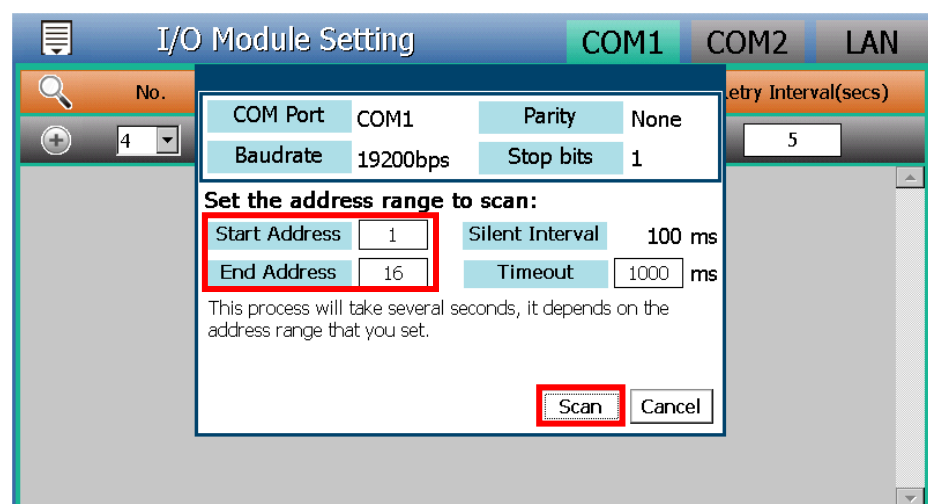 I/O Module Setting COM1 COM2 LAN
No. etry Interval(secs)
4 5
COM Port COM1 Parity None
Baudrate 19200bps Stop bits 1
Set the address range to scan:
Start Address 1 Silent Interval 100 ms
End Address 16 Timeout 1000 ms
This process will take several seconds, it depends on the
address range that you set.
Scan Cancel